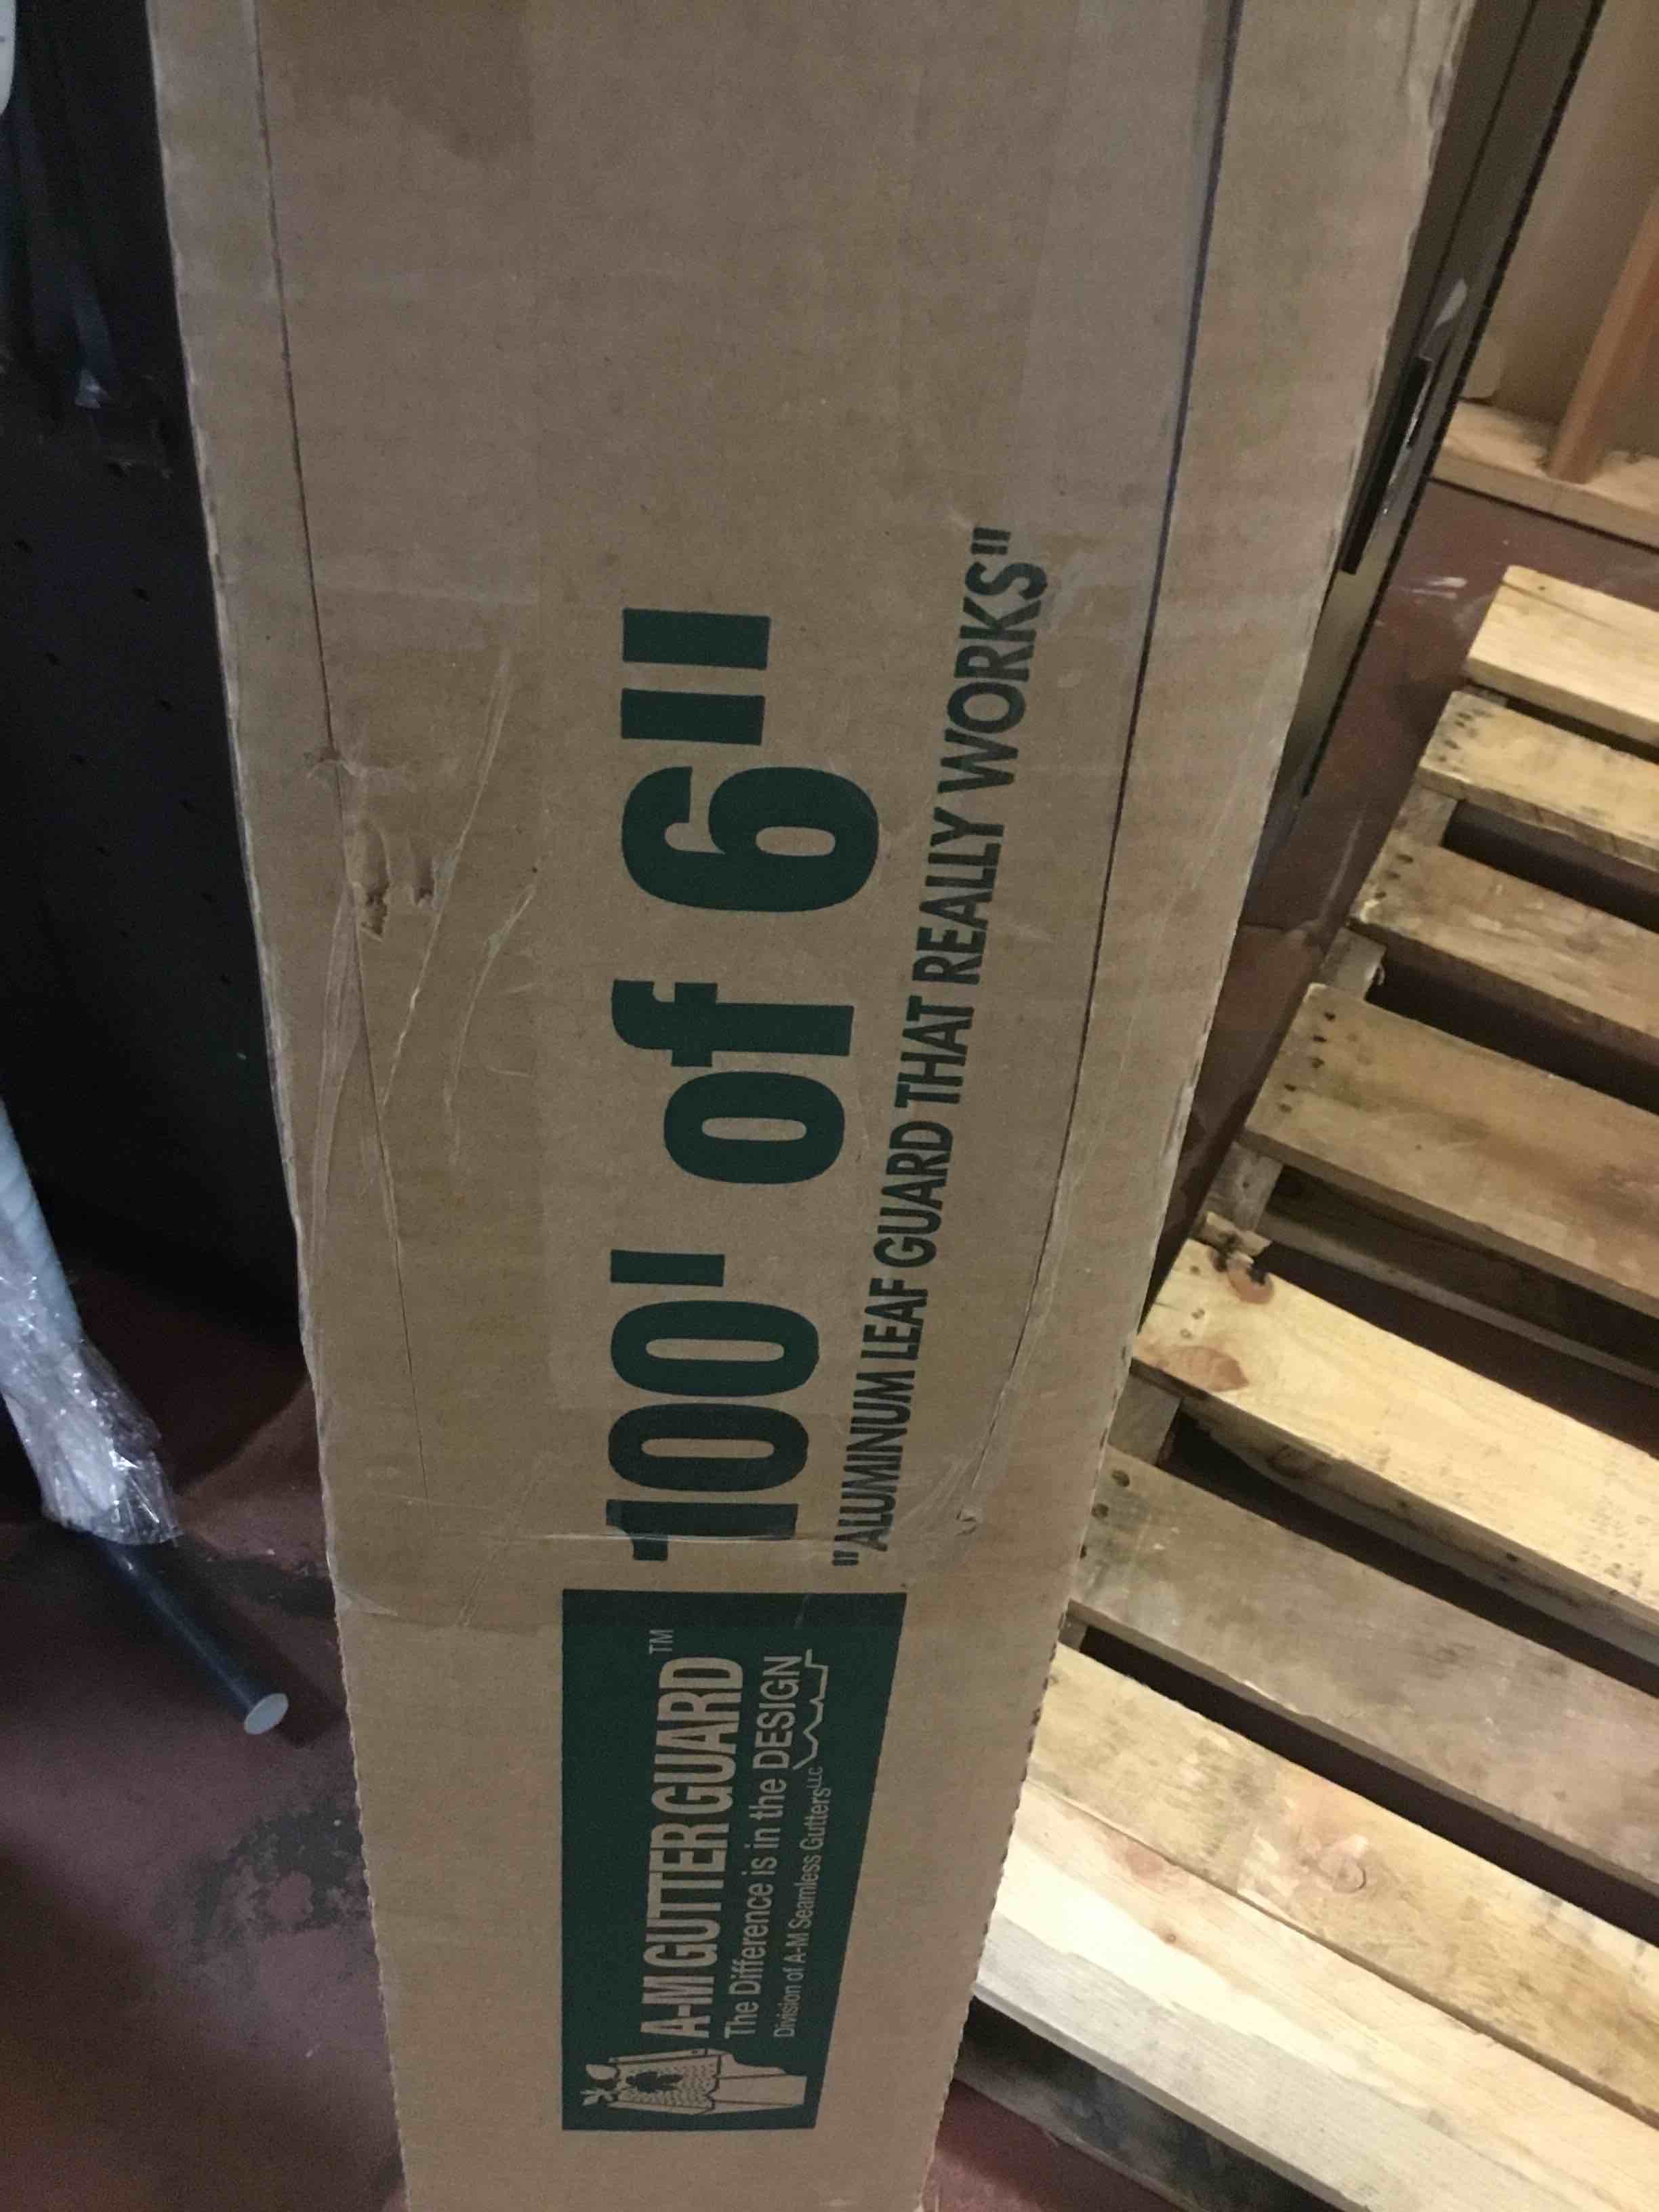 A-M GUTTER GUARD™
The Difference is in the DESIGN
Division of A-M Seamless Gutters LLC
100' of 6"
"ALUMINUM LEAF GUARD THAT REALLY WORKS"